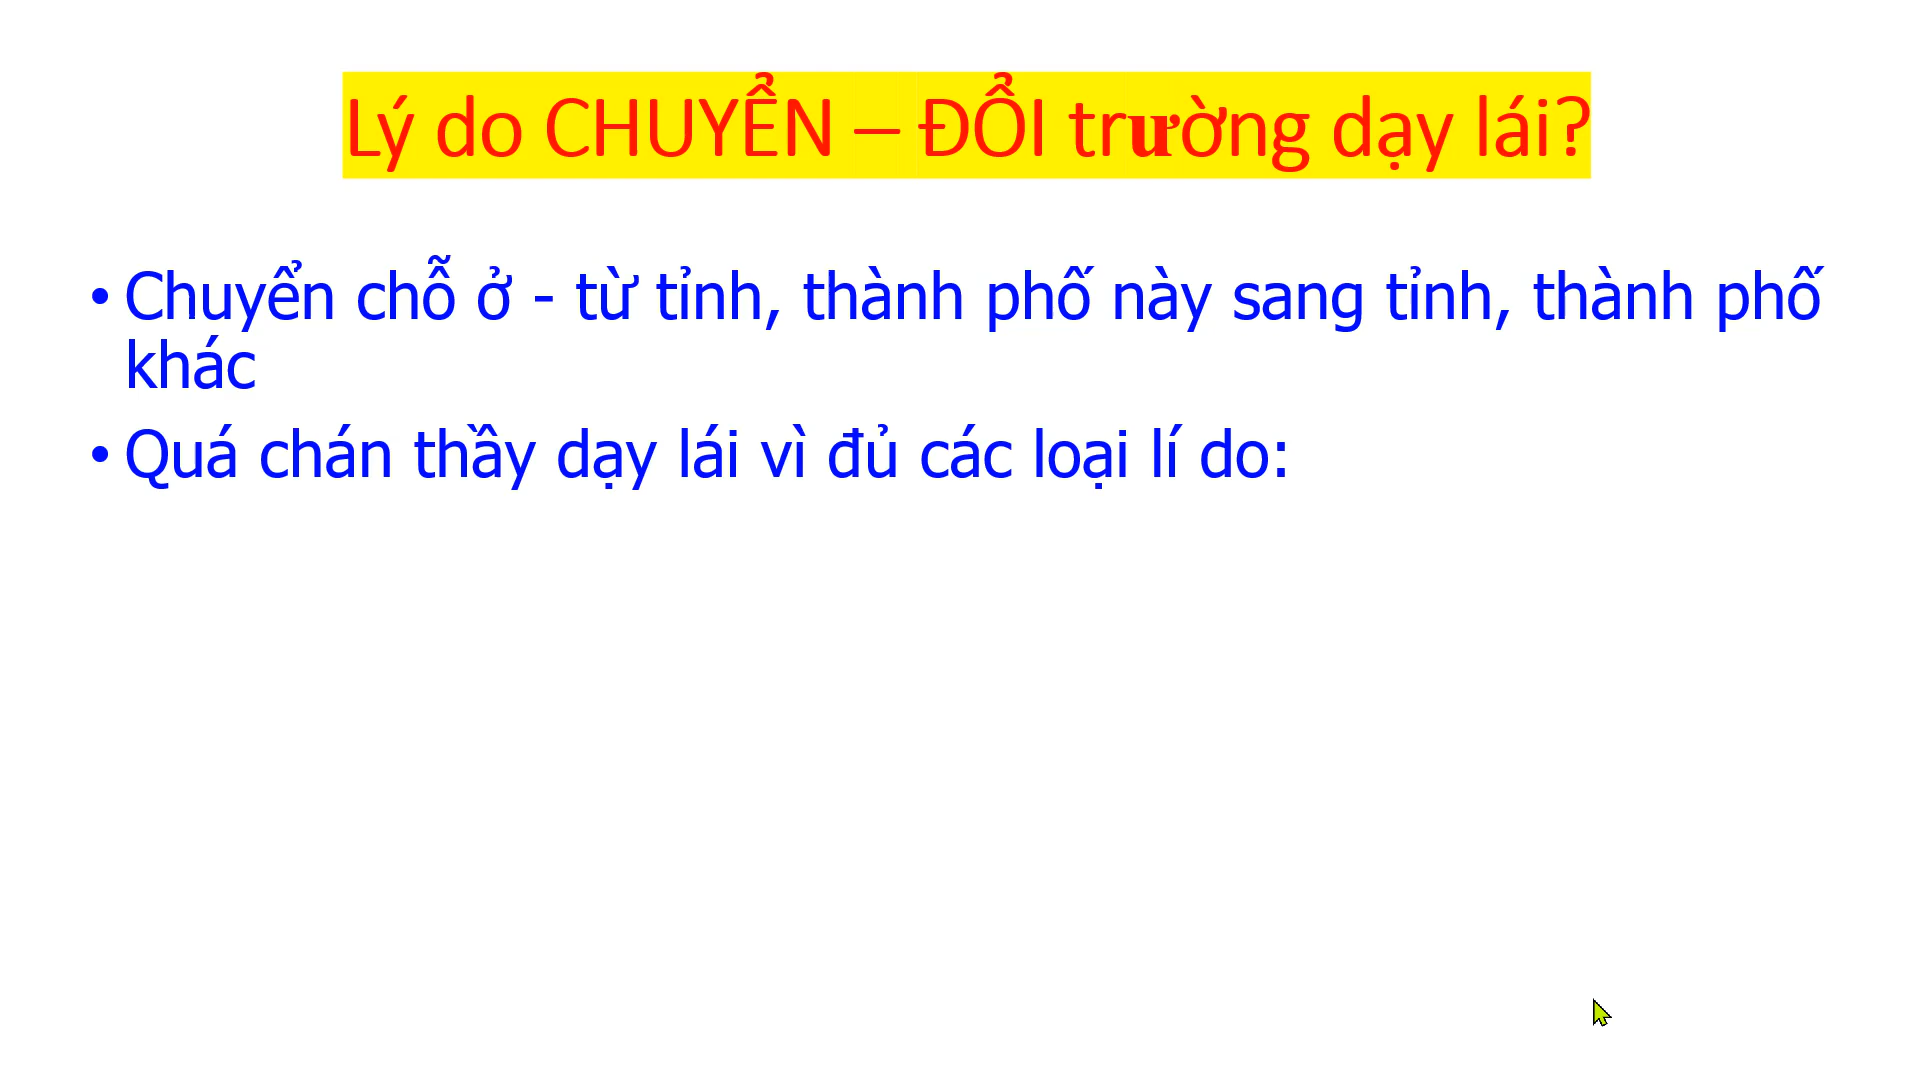 Lý do CHUYỂN – ĐỔI trường dạy lái?
• Chuyển chỗ ở - từ tỉnh, thành phố này sang tỉnh, thành phố
khác
• Quá chán thầy dạy lái vì đủ các loại lí do: